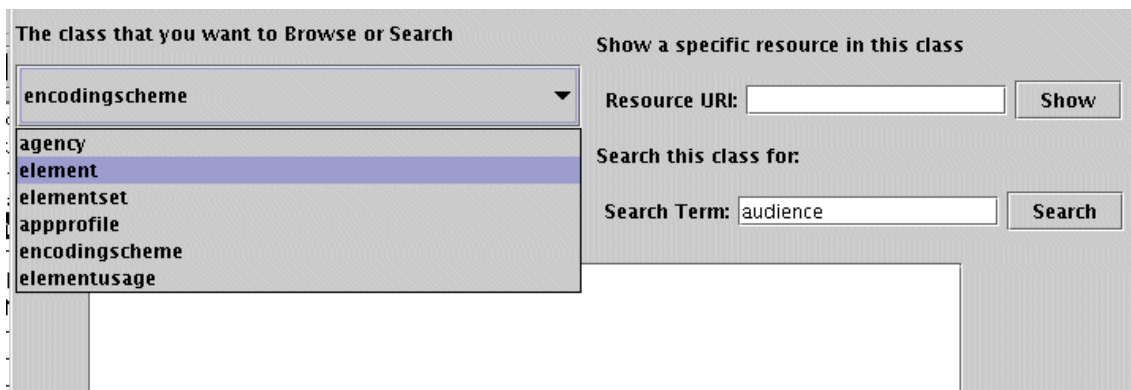 The class that you want to Browse or Search
encodingscheme
agency
element
elementset
appprofile
encodingscheme
elementusage
Show a specific resource in this class
Resource URI: Show
Search this class for:
Search Term: audience Search